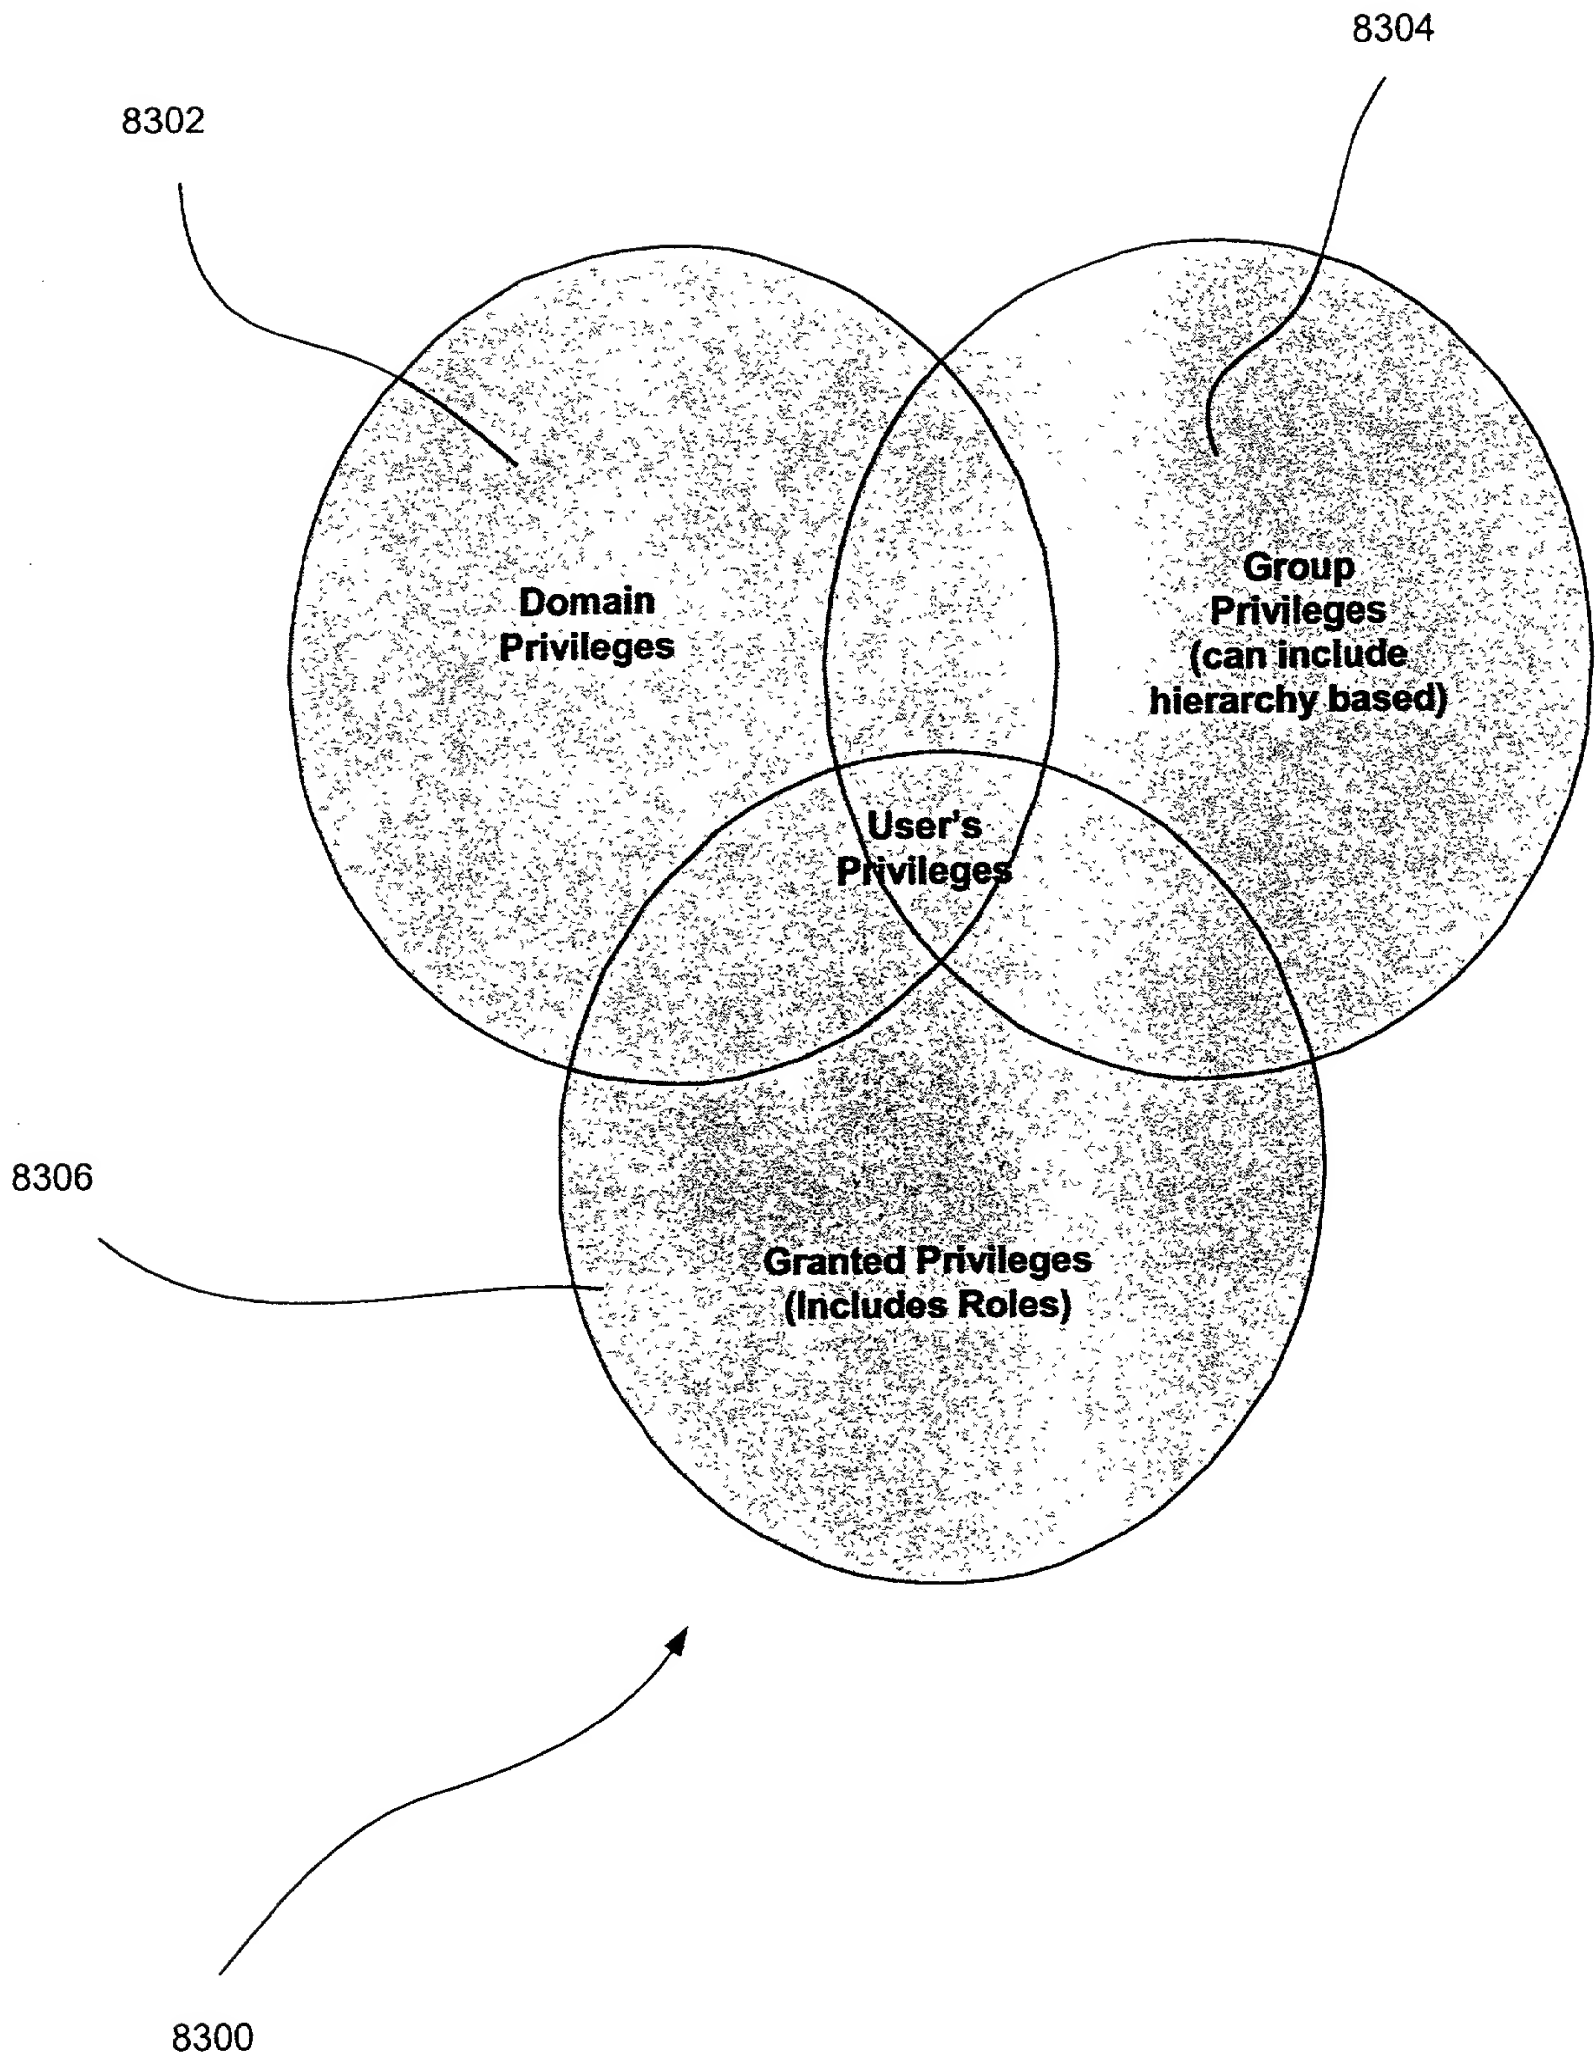 8304
8302
Domain
Privileges
Group
Privileges
(can include
hierarchy based)
User's
Privileges
8306
Granted Privileges
(Includes Roles)
8300